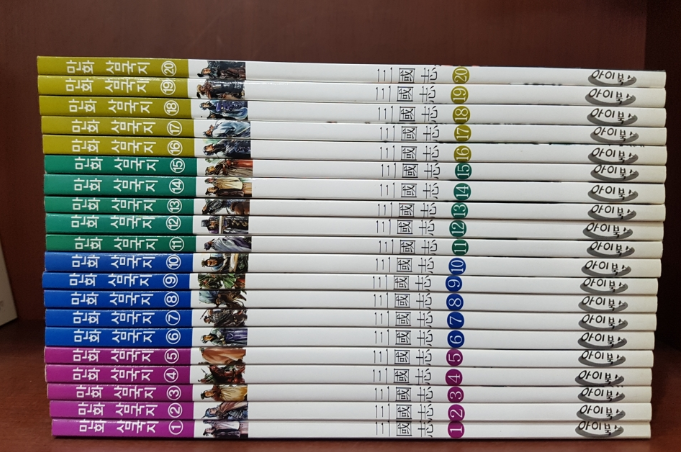 만화 삼국지 20 三國志 20 아이북
만화 삼국지 19 三國志 19 아이북
만화 삼국지 18 三國志 18 아이북
만화 삼국지 17 三國志 17 아이북
만화 삼국지 16 三國志 16 아이북
만화 삼국지 15 三國志 15 아이북
만화 삼국지 14 三國志 14 아이북
만화 삼국지 13 三國志 13 아이북
만화 삼국지 12 三國志 12 아이북
만화 삼국지 11 三國志 11 아이북
만화 삼국지 10 三國志 10 아이북
만화 삼국지 9 三國志 9 아이북
만화 삼국지 8 三國志 8 아이북
만화 삼국지 7 三國志 7 아이북
만화 삼국지 6 三國志 6 아이북
만화 삼국지 5 三國志 5 아이북
만화 삼국지 4 三國志 4 아이북
만화 삼국지 3 三國志 3 아이북
만화 삼국지 2 三國志 2 아이북
만화 삼국지 1 三國志 1 아이북